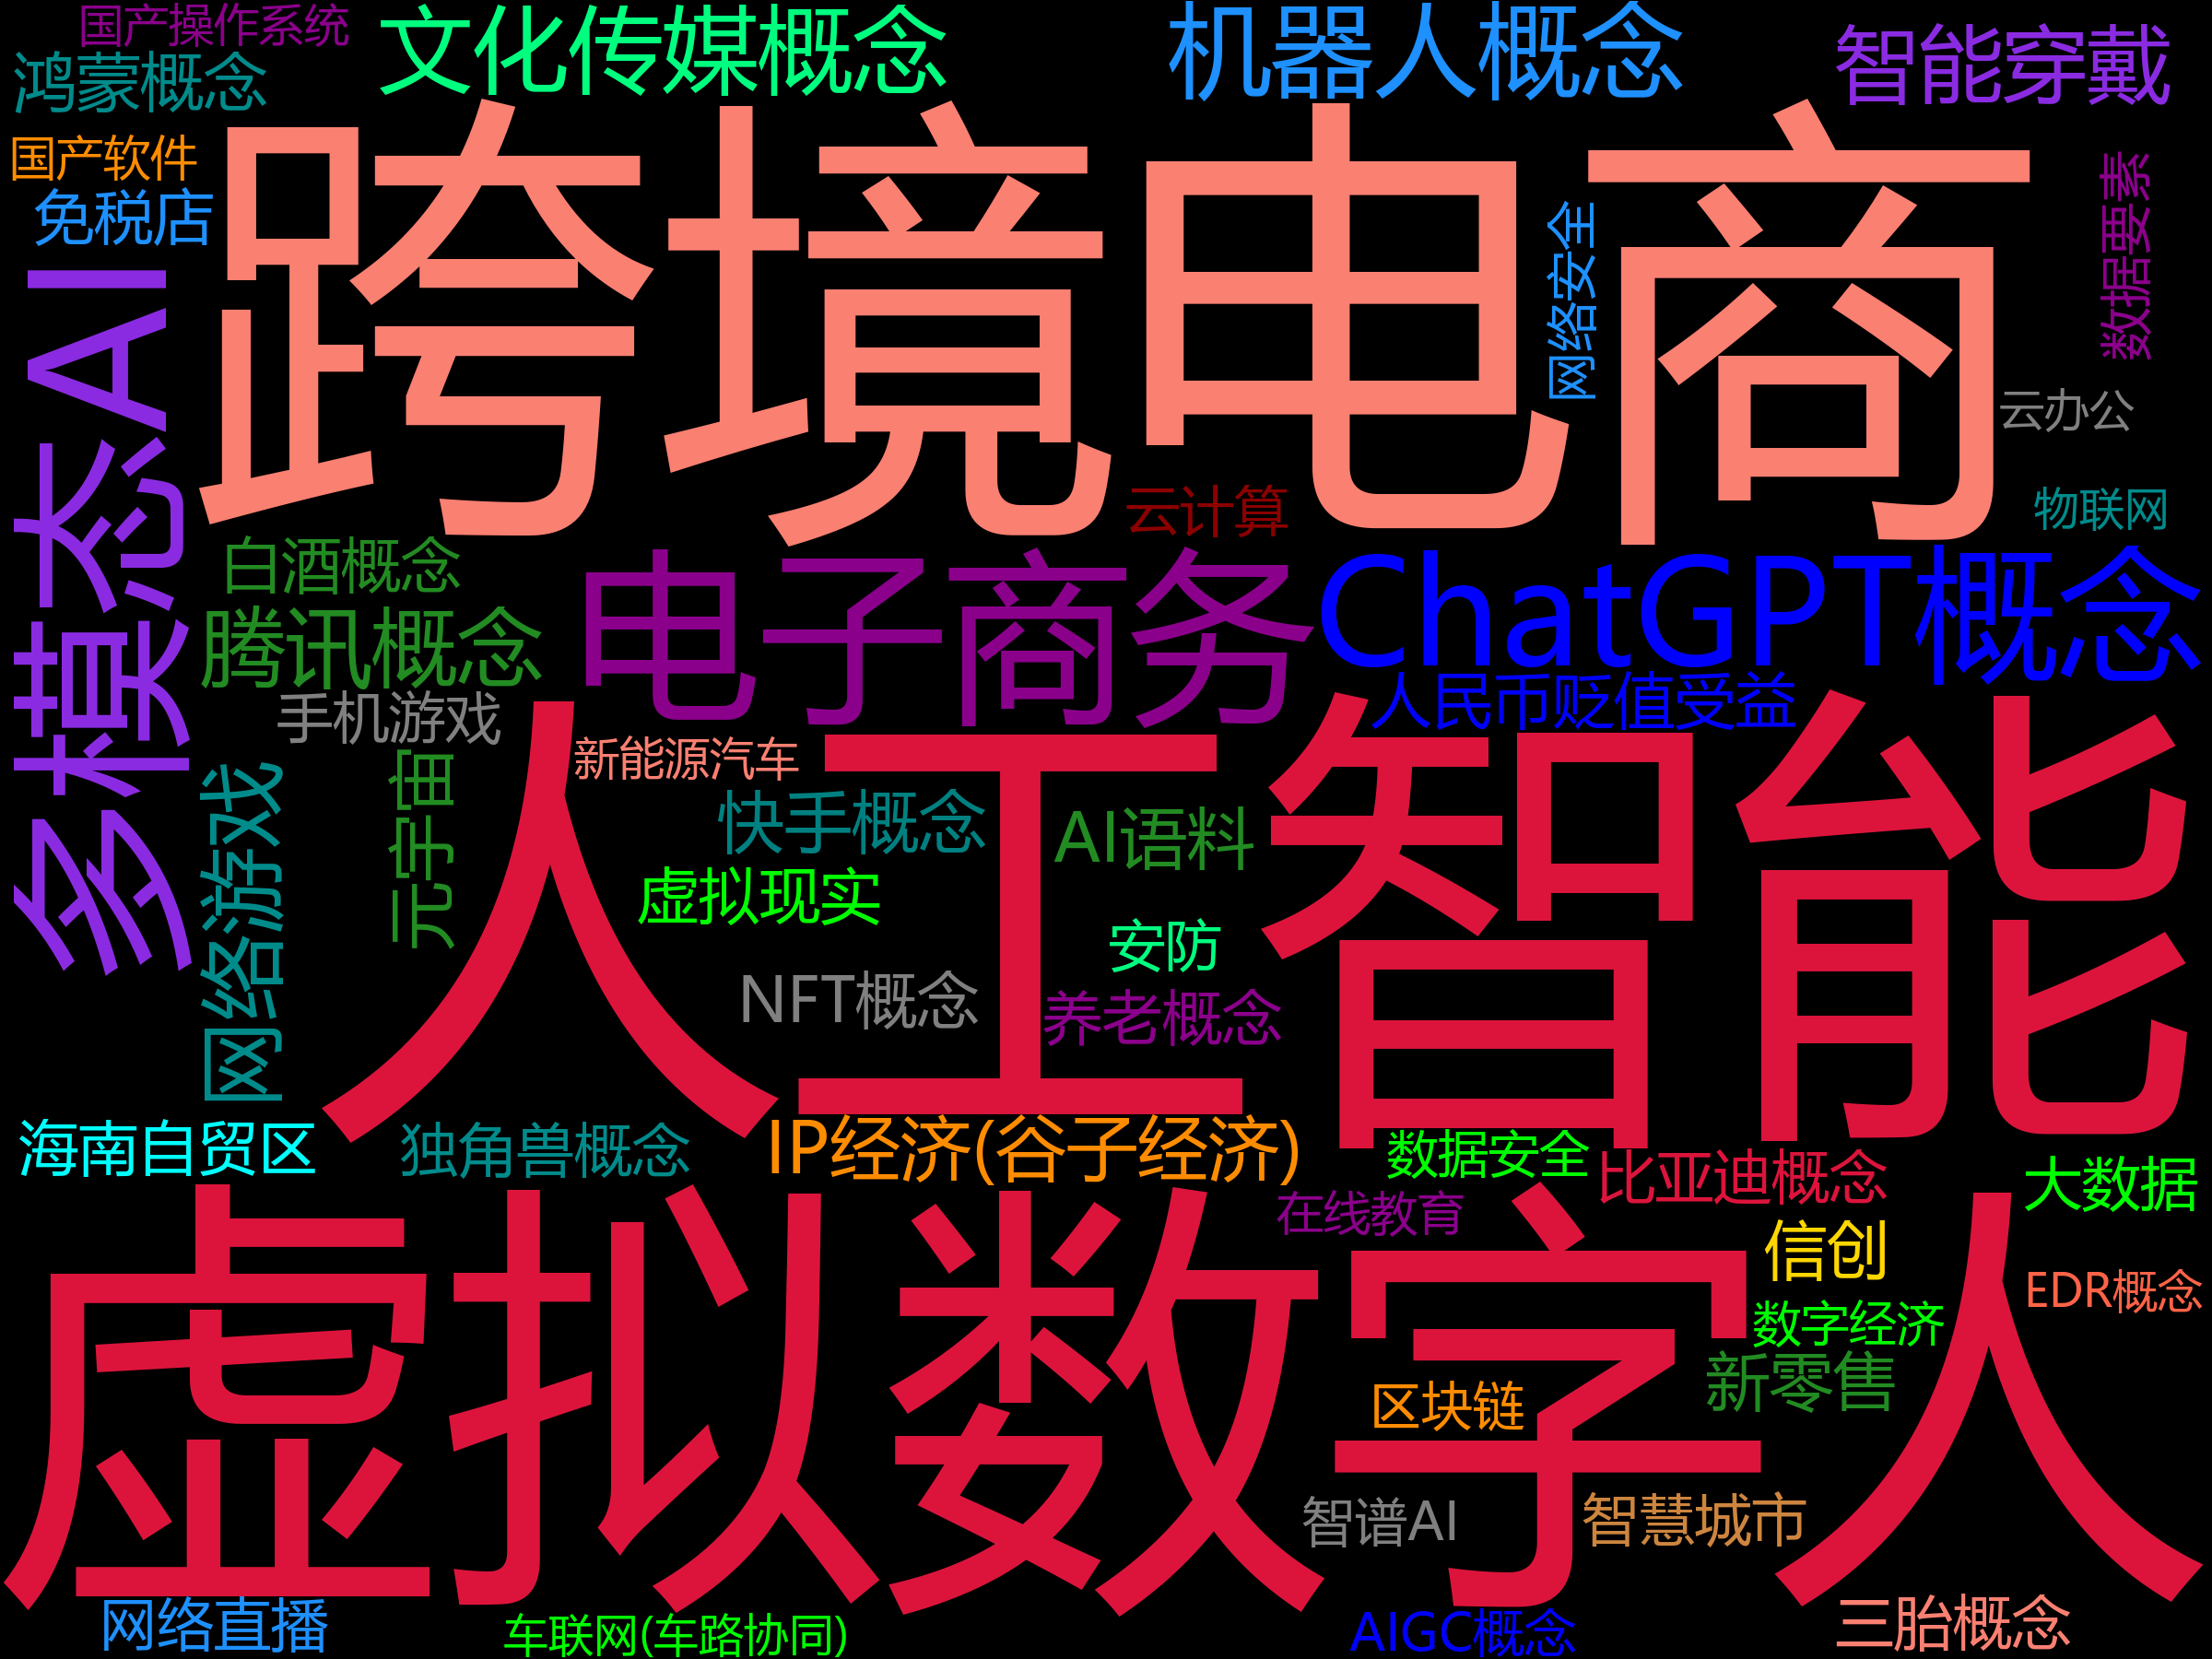 国产操作系统
文化传媒概念
机器人概念
智能穿戴
鸿蒙概念
国产软件
免税店
跨境电商
网络安全
数据要素
云办公
多模态AI
云计算
物联网
白酒概念
电子商务
ChatGPT概念
腾讯概念
人民币贬值受益
手机游戏
新能源汽车
人工智能
元宇宙
快手概念
AI语料
网络游戏
虚拟现实
安防
NFT概念
养老概念
海南自贸区
独角兽概念
IP经济(谷子经济)
数据安全
比亚迪概念
大数据
在线教育
虚拟数字人
信创
EDR概念
数字经济
新零售
区块链
智谱AI
智慧城市
网络直播
车联网(车路协同)
AIGC概念
三胎概念